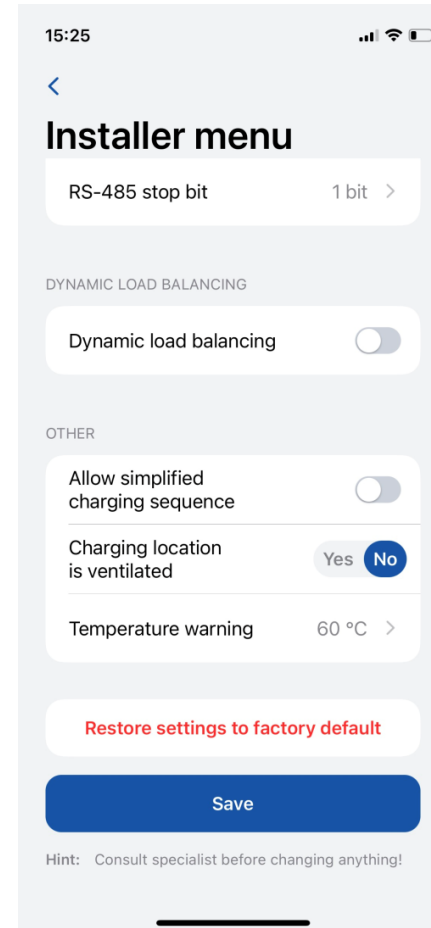 15:25
Installer menu
RS-485 stop bit 1 bit
DYNAMIC LOAD BALANCING
Dynamic load balancing
OTHER
Allow simplified
charging sequence
Charging location
is ventilated Yes No
Temperature warning 60 °C
Restore settings to factory default
Save
Hint: Consult specialist before changing anything!